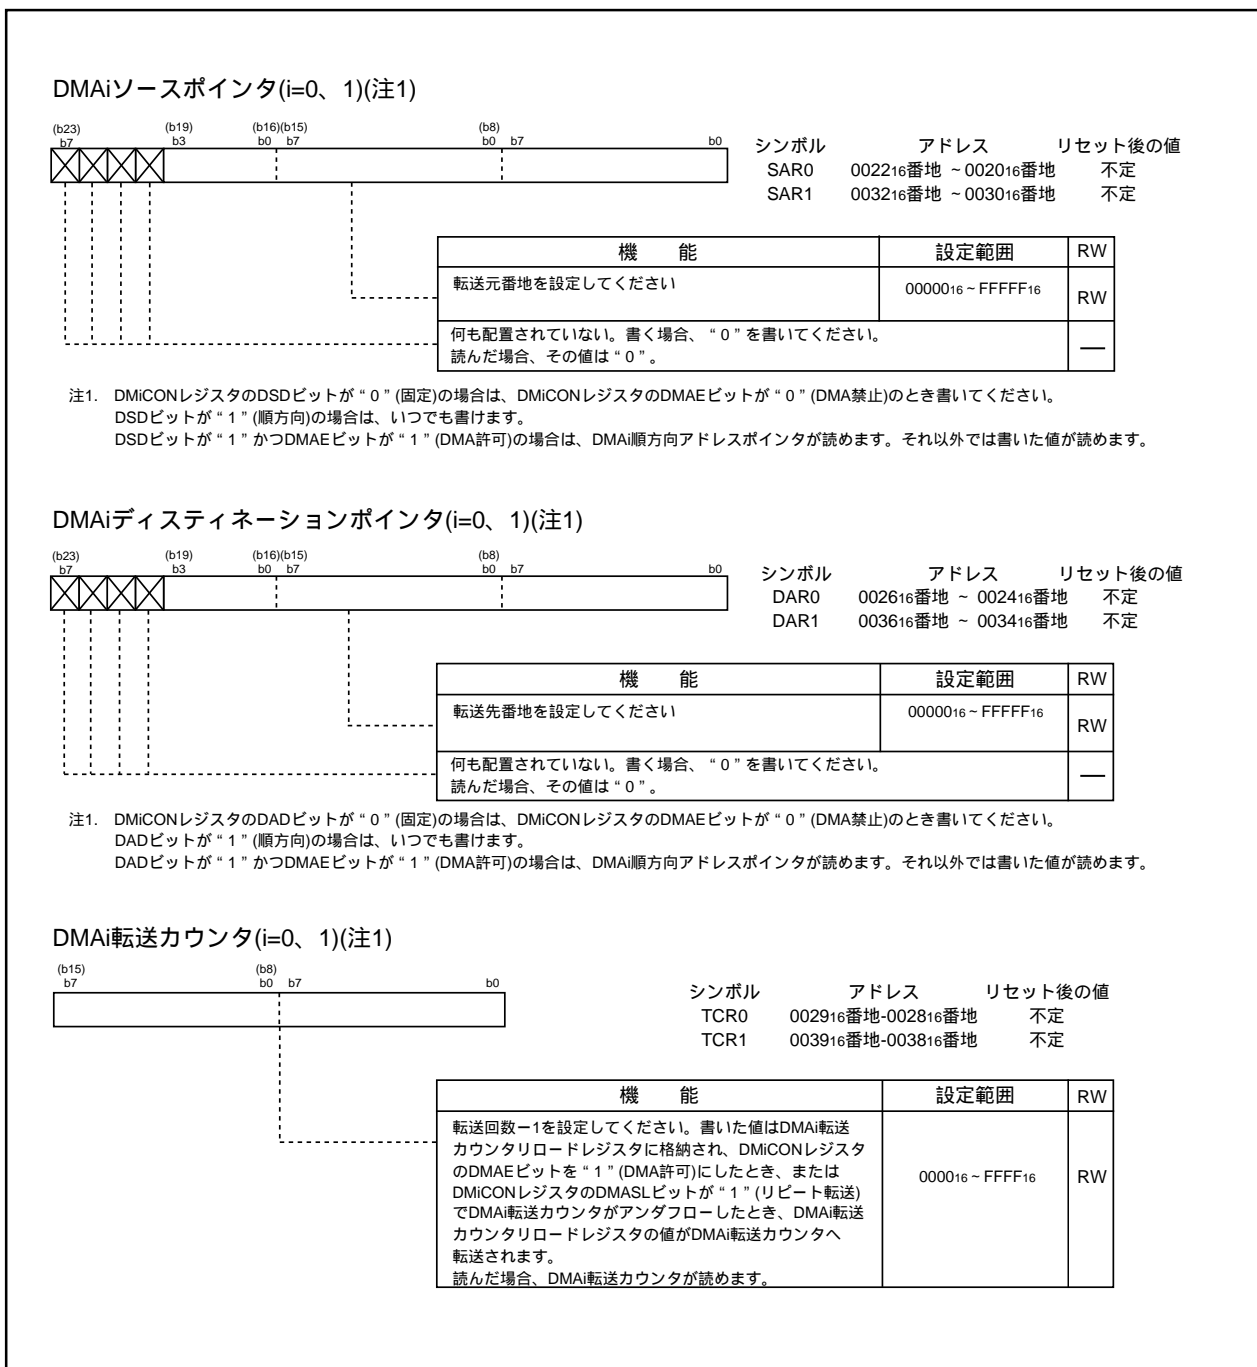 DMAiソースポインタ(i=0、1)(注1)
(b23) (b19) (b16)(b15) (b8)
b7 b3 b0 b7 b0 b7 b0
シンボル アドレス リセット後の値
SAR0 002216番地 ~ 002016番地 不定
SAR1 003216番地 ~ 003016番地 不定
機 能 設定範囲 RW
転送元番地を設定してください 0000016 ~ FFFFF16 RW
何も配置されていない。書く場合、“0”を書いてください。
読んだ場合、その値は“0”。 —
注1. DMiCONレジスタのDSDビットが“0”(固定)の場合は、DMiCONレジスタのDMAEビットが“0”(DMA禁止)のとき書いてください。
DSDビットが“1”(順方向)の場合は、いつでも書けます。
DSDビットが“1”かつDMAEビットが“1”(DMA許可)の場合は、DMAi順方向アドレスポインタが読めます。それ以外では書いた値が読めます。
DMAiディスティネーションポインタ(i=0、1)(注1)
(b23) (b19) (b16)(b15) (b8)
b7 b3 b0 b7 b0 b7 b0
シンボル アドレス リセット後の値
DAR0 002616番地 ~ 002416番地 不定
DAR1 003616番地 ~ 003416番地 不定
機 能 設定範囲 RW
転送先番地を設定してください 0000016 ~ FFFFF16 RW
何も配置されていない。書く場合、“0”を書いてください。
読んだ場合、その値は“0”。 —
注1. DMiCONレジスタのDADビットが“0”(固定)の場合は、DMiCONレジスタのDMAEビットが“0”(DMA禁止)のとき書いてください。
DADビットが“1”(順方向)の場合は、いつでも書けます。
DADビットが“1”かつDMAEビットが“1”(DMA許可)の場合は、DMAi順方向アドレスポインタが読めます。それ以外では書いた値が読めます。
DMAi転送カウンタ(i=0、1)(注1)
(b15) (b8)
b7 b0 b7 b0
シンボル アドレス リセット後の値
TCR0 002916番地-002816番地 不定
TCR1 003916番地-003816番地 不定
機 能 設定範囲 RW
転送回数−1を設定してください。書いた値はDMAi転送
カウンタリロードレジスタに格納され、DMiCONレジスタ
のDMAEビットを“1”(DMA許可)にしたとき、または 000016 ~ FFFF16 RW
DMiCONレジスタのDMASLビットが“1”(リピート転送)
でDMAi転送カウンタがアンダフローしたとき、DMAi転送
カウンタリロードレジスタの値がDMAi転送カウンタへ
転送されます。
読んだ場合、DMAi転送カウンタが読めます。